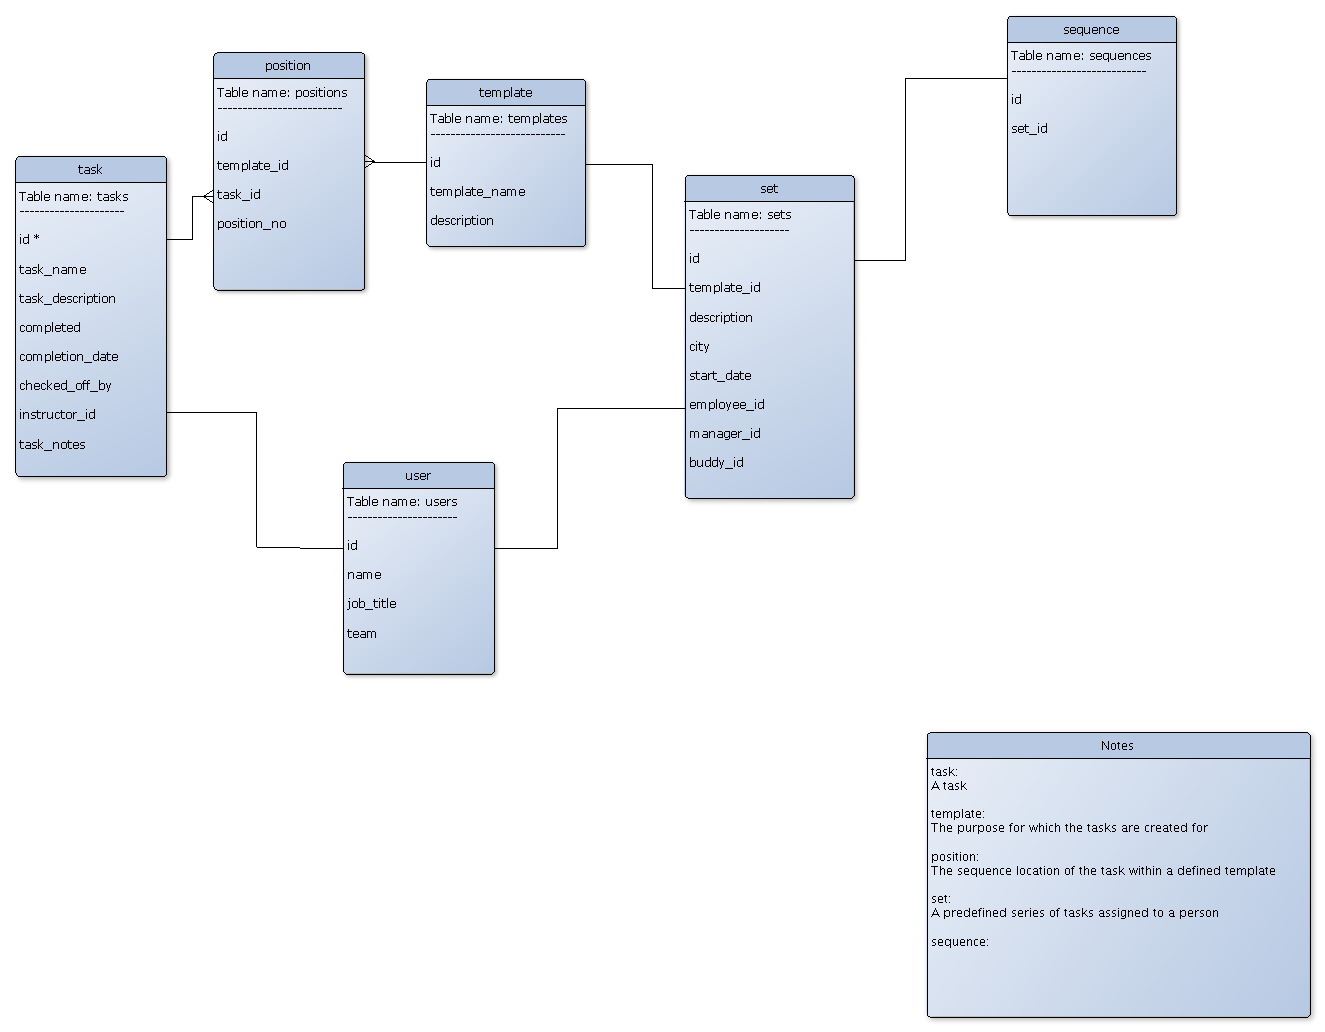 position
Table name: positions
-------------------------
id
template_id
task_id
position_no
template
Table name: templates
---------------------------
id
template_name
description
sequence
Table name: sequences
---------------------------
id
set_id
task
Table name: tasks
---------------------
id *
task_name
task_description
completed
completion_date
checked_off_by
instructor_id
task_notes
set
Table name: sets
--------------------
id
template_id
description
city
start_date
employee_id
manager_id
buddy_id
user
Table name: users
----------------------
id
name
job_title
team
Notes
task:
A task
template:
The purpose for which the tasks are created for
position:
The sequence location of the task within a defined template
set:
A predefined series of tasks assigned to a person
sequence: